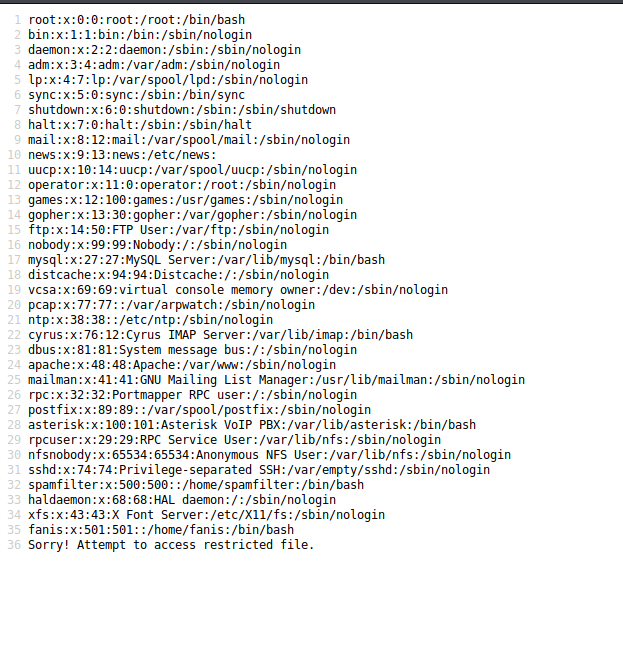 1 root:x:0:0:root:/root:/bin/bash
2 bin:x:1:1:bin:/bin:/sbin/nologin
3 daemon:x:2:2:daemon:/sbin:/sbin/nologin
4 adm:x:3:4:adm:/var/adm:/sbin/nologin
5 lp:x:4:7:lp:/var/spool/lpd:/sbin/nologin
6 sync:x:5:0:sync:/sbin:/bin/sync
7 shutdown:x:6:0:shutdown:/sbin:/sbin/shutdown
8 halt:x:7:0:halt:/sbin:/sbin/halt
9 mail:x:8:12:mail:/var/spool/mail:/sbin/nologin
10 news:x:9:13:news:/etc/news:
11 uucp:x:10:14:uucp:/var/spool/uucp:/sbin/nologin
12 operator:x:11:0:operator:/root:/sbin/nologin
13 games:x:12:100:games:/usr/games:/sbin/nologin
14 gopher:x:13:30:gopher:/var/gopher:/sbin/nologin
15 ftp:x:14:50:FTP User:/var/ftp:/sbin/nologin
16 nobody:x:99:99:Nobody:/:/sbin/nologin
17 mysql:x:27:27:MySQL Server:/var/lib/mysql:/bin/bash
18 distcache:x:94:94:Distcache:/:/sbin/nologin
19 vcsa:x:69:69:virtual console memory owner:/dev:/sbin/nologin
20 pcap:x:77:77::/var/arpwatch:/sbin/nologin
21 ntp:x:38:38::/etc/ntp:/sbin/nologin
22 cyrus:x:76:12:Cyrus IMAP Server:/var/lib/imap:/bin/bash
23 dbus:x:81:81:System message bus:/:/sbin/nologin
24 apache:x:48:48:Apache:/var/www:/sbin/nologin
25 mailman:x:41:41:GNU Mailing List Manager:/usr/lib/mailman:/sbin/nologin
26 rpc:x:32:32:Portmapper RPC user:/:/sbin/nologin
27 postfix:x:89:89::/var/spool/postfix:/sbin/nologin
28 asterisk:x:100:101:Asterisk VoIP PBX:/var/lib/asterisk:/bin/bash
29 rpcuser:x:29:29:RPC Service User:/var/lib/nfs:/sbin/nologin
30 nfsnobody:x:65534:65534:Anonymous NFS User:/var/lib/nfs:/sbin/nologin
31 sshd:x:74:74:Privilege-separated SSH:/var/empty/sshd:/sbin/nologin
32 spamfilter:x:500:500::/home/spamfilter:/bin/bash
33 haldaemon:x:68:68:HAL daemon:/:/sbin/nologin
34 xfs:x:43:43:X Font Server:/etc/X11/fs:/sbin/nologin
35 fanis:x:501:501::/home/fanis:/bin/bash
36 Sorry! Attempt to access restricted file.